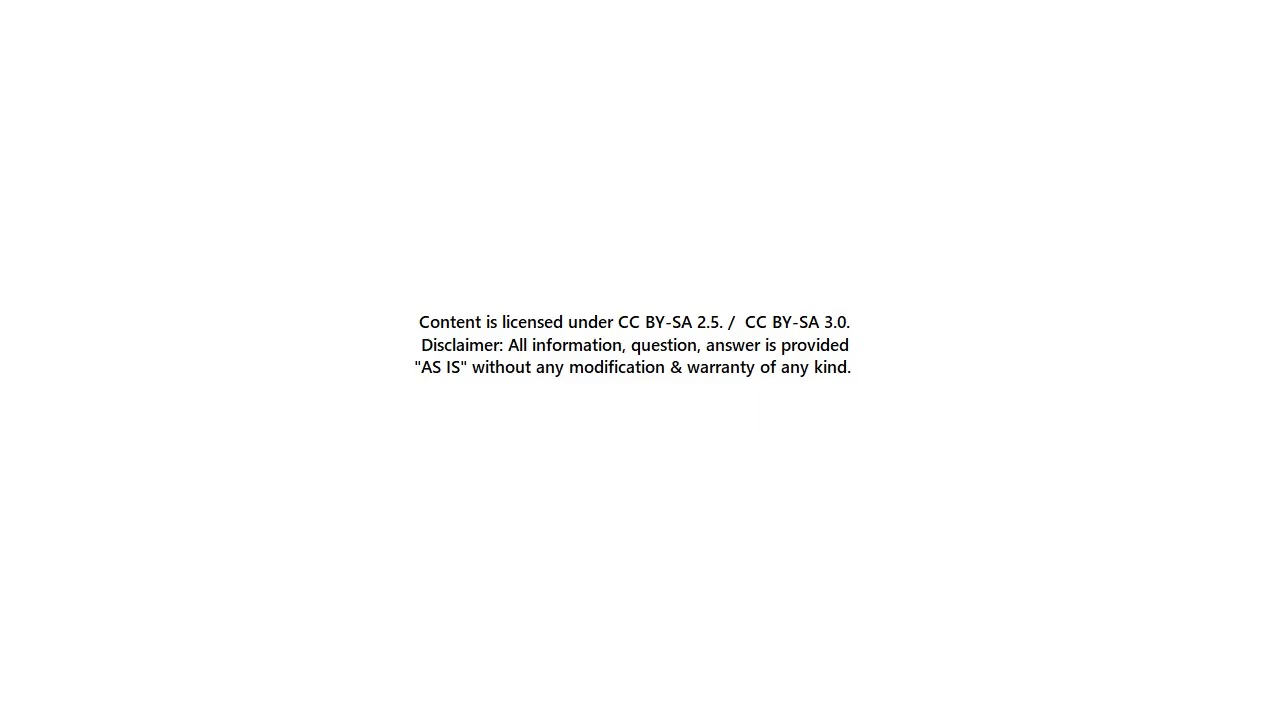 Content is licensed under CC BY-SA 2.5. /  CC BY-SA 3.0.
Disclaimer: All information, question, answer is provided
"AS IS" without any modification & warranty of any kind.